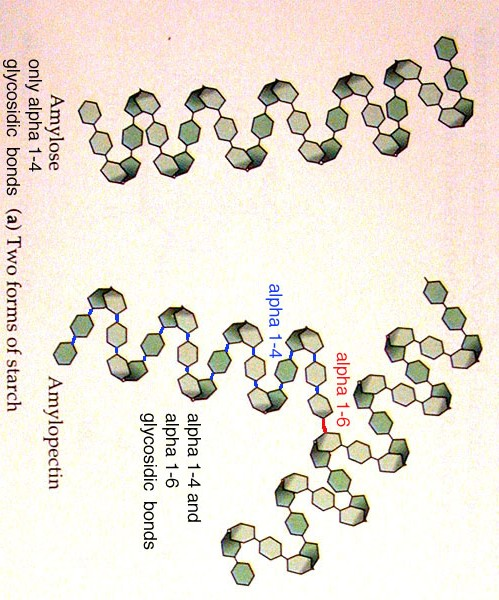 Amylose
only alpha 1-4
glycosidic bonds
(a) Two forms of starch
alpha 1-4
alpha 1-6
Amylopectin
alpha 1-4 and
alpha 1-6
glycosidic bonds